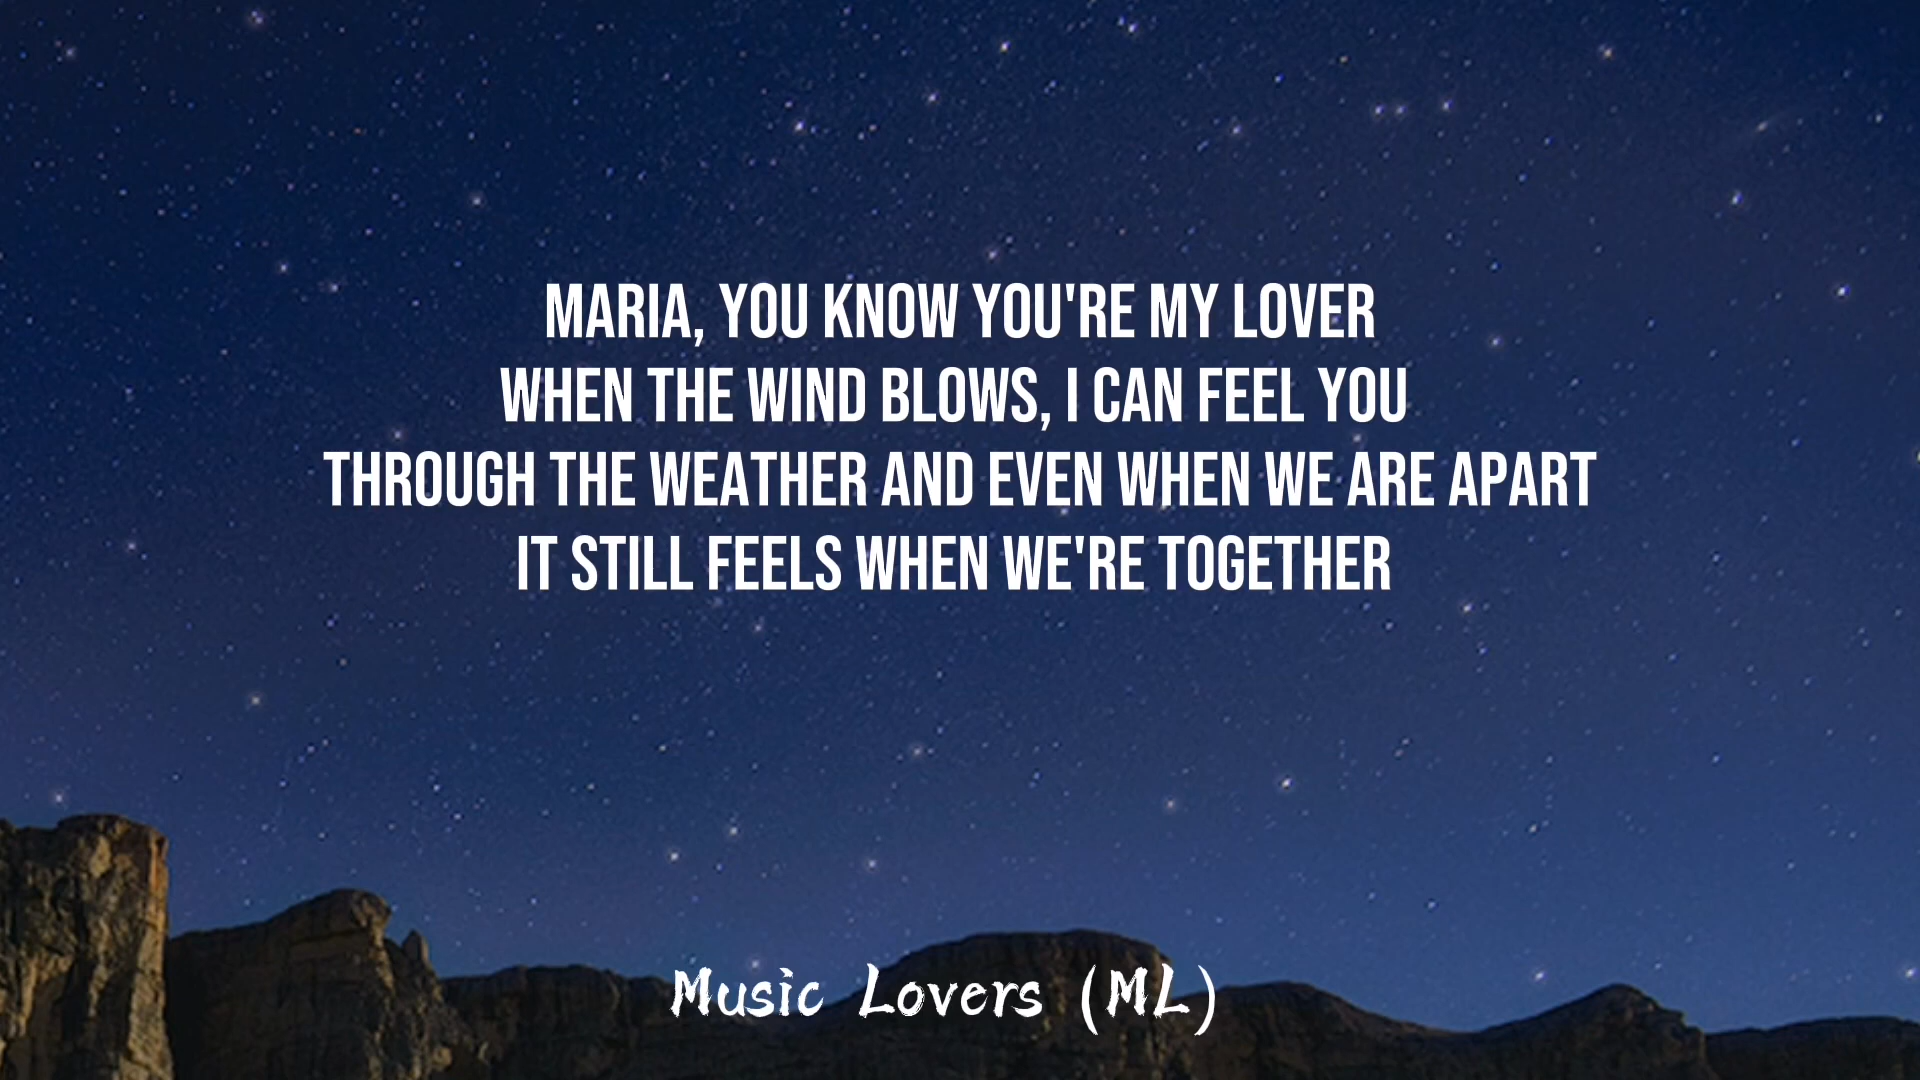 MARIA, YOU KNOW YOU'RE MY LOVER
WHEN THE WIND BLOWS, I CAN FEEL YOU
THROUGH THE WEATHER AND EVEN WHEN WE ARE APART
IT STILL FEELS WHEN WE'RE TOGETHER
Music Lovers (ML)